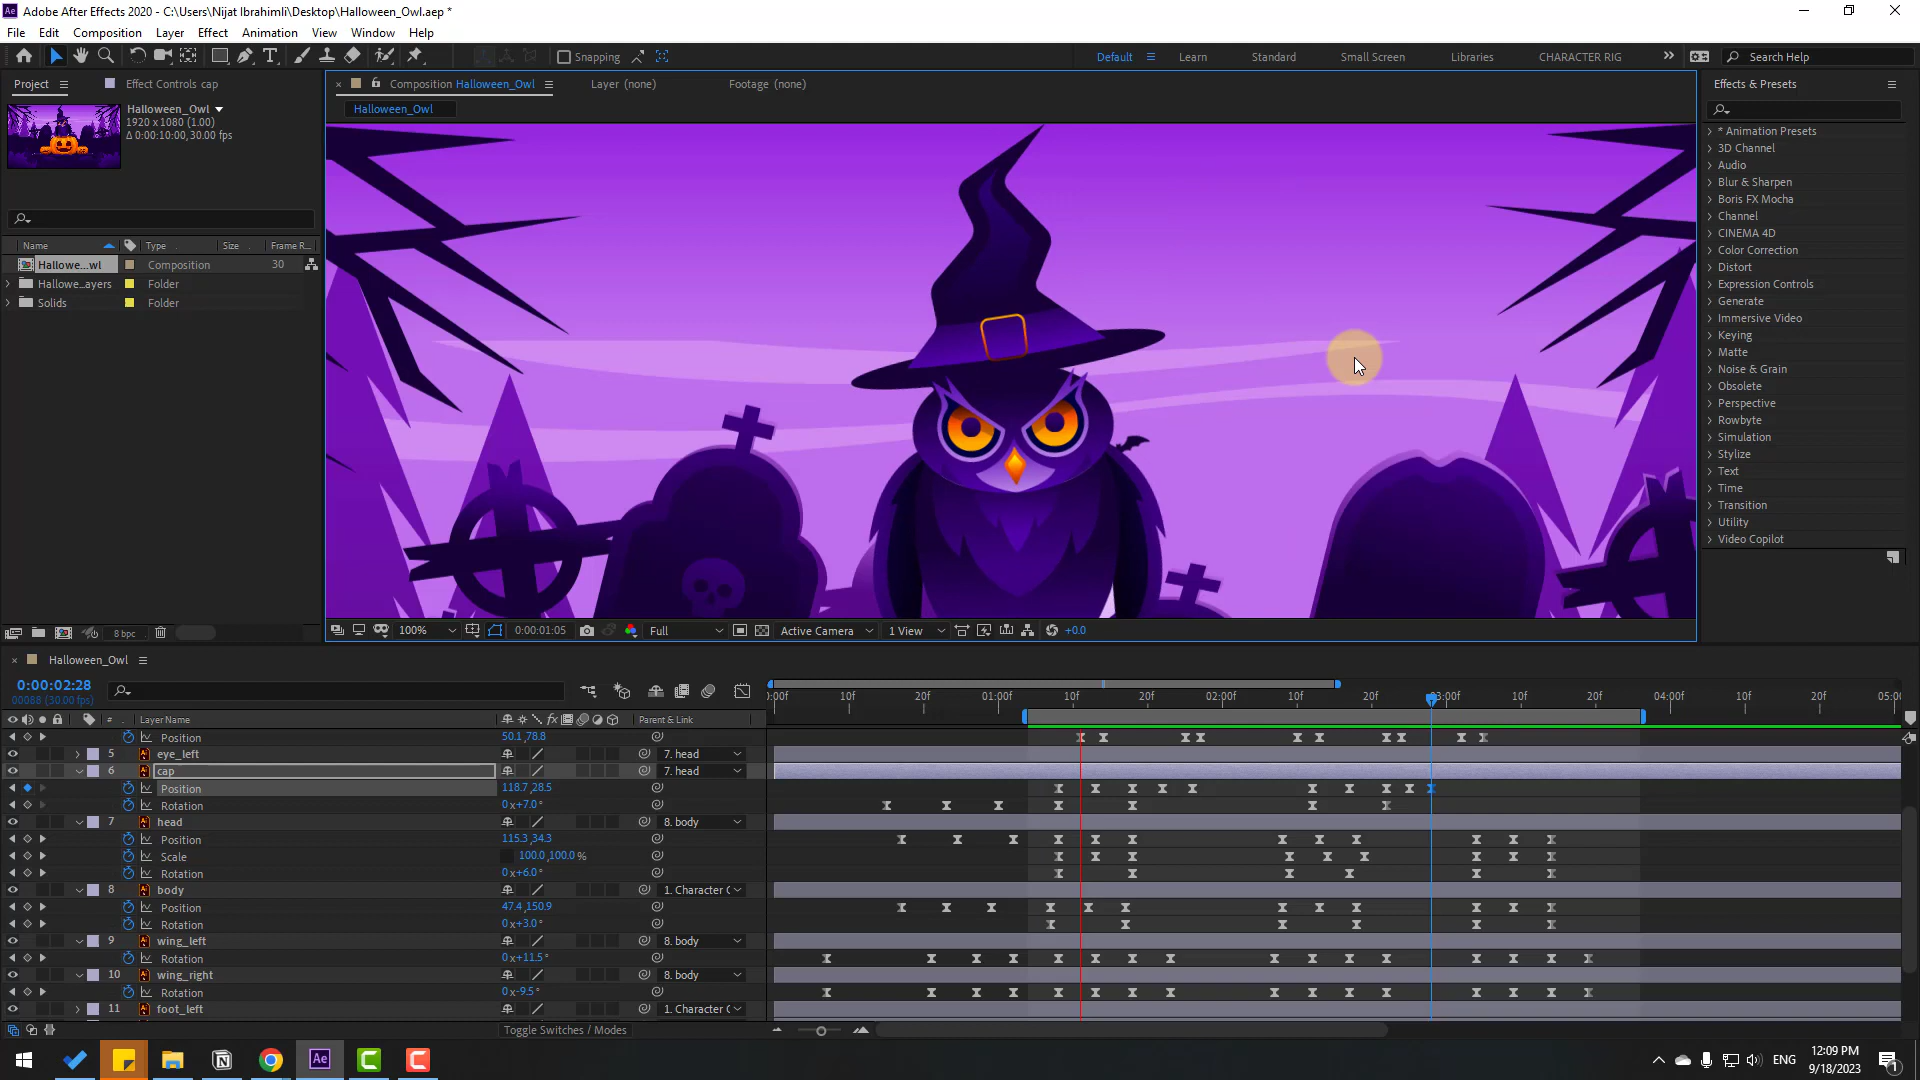 Adobe After Effects 2020 - C:\Users\Nijat Ibrahimli\Desktop\Halloween_Owl.aep *
File Edit Composition Layer Effect Animation View Window Help
Snapping
Default Learn Standard Small Screen Libraries CHARACTER RIG Search Help
Project Effect Controls cap
Composition Halloween_Owl Layer (none) Footage (none)
Effects & Presets
Halloween_Owl
1920 x 1080 (1.00)
Δ 0:00:10:00, 30.00 fps
Halloween_Owl
Name Type Size Frame R...
Hallowe...wl Composition 30
Hallowe...ayers Folder
Solids Folder
* Animation Presets
3D Channel
Audio
Blur & Sharpen
Boris FX Mocha
Channel
CINEMA 4D
Color Correction
Distort
Expression Controls
Generate
Immersive Video
Keying
Matte
Noise & Grain
Obsolete
Perspective
Rowbyte
Simulation
Stylize
Text
Time
Transition
Utility
Video Copilot
8 bpc
100% 0:00:01:05 Full Active Camera 1 View +0.0
Halloween_Owl
0:00:02:28
00088 (30.00 fps)
):00f 10f 20f 01:00f 10f 20f 02:00f 10f 20f 03:00f 10f 20f 04:00f 10f 20f 05:0(
# Layer Name fx Parent & Link
Position 50.1,78.8
5 eye_left 7. head
6 cap 7. head
Position 118.7,28.5
Rotation 0x+7.0°
7 head 8. body
Position 115.3,34.3
Scale 100.0,100.0%
Rotation 0x+6.0°
8 body 1. Character C
Position 47.4,150.9
Rotation 0x+3.0°
9 wing_left 8. body
Rotation 0x+11.5°
10 wing_right 8. body
Rotation 0x-9.5°
11 foot_left 1. Character C
Toggle Switches / Modes
Ae
ENG
12:09 PM
9/18/2023
1